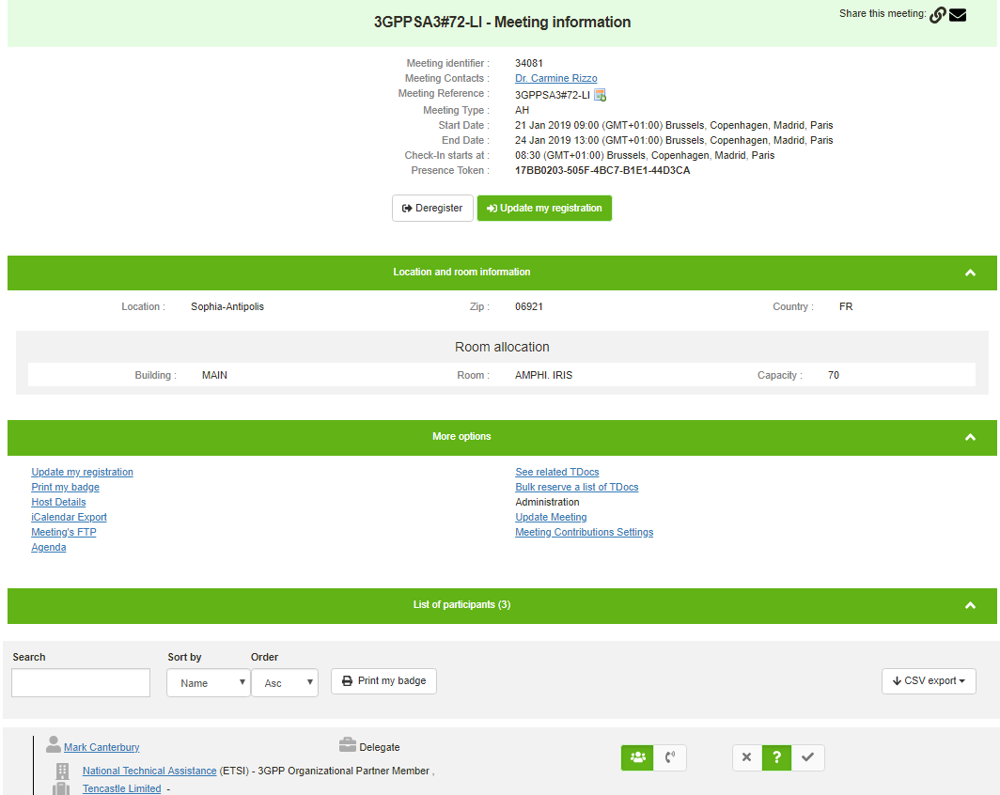 3GPPSA3#72-LI - Meeting information
Share this meeting:
Meeting identifier : 34081
Meeting Contacts : Dr. Carmine Rizzo
Meeting Reference : 3GPPSA3#72-LI
Meeting Type : AH
Start Date : 21 Jan 2019 09:00 (GMT+01:00) Brussels, Copenhagen, Madrid, Paris
End Date : 24 Jan 2019 13:00 (GMT+01:00) Brussels, Copenhagen, Madrid, Paris
Check-In starts at : 08:30 (GMT+01:00) Brussels, Copenhagen, Madrid, Paris
Presence Token : 17BB0203-505F-4BC7-B1E1-44D3CA
Deregister Update my registration
Location and room information
Location : Sophia-Antipolis Zip : 06921 Country : FR
Room allocation
Building : MAIN Room : AMPHI. IRIS Capacity : 70
More options
Update my registration
Print my badge
Host Details
iCalendar Export
Meeting's FTP
Agenda
See related TDocs
Bulk reserve a list of TDocs
Administration
Update Meeting
Meeting Contributions Settings
List of participants (3)
Search Sort by Order
Name Asc Print my badge CSV export
Mark Canterbury Delegate
National Technical Assistance (ETSI) - 3GPP Organizational Partner Member ,
Tencastle Limited -